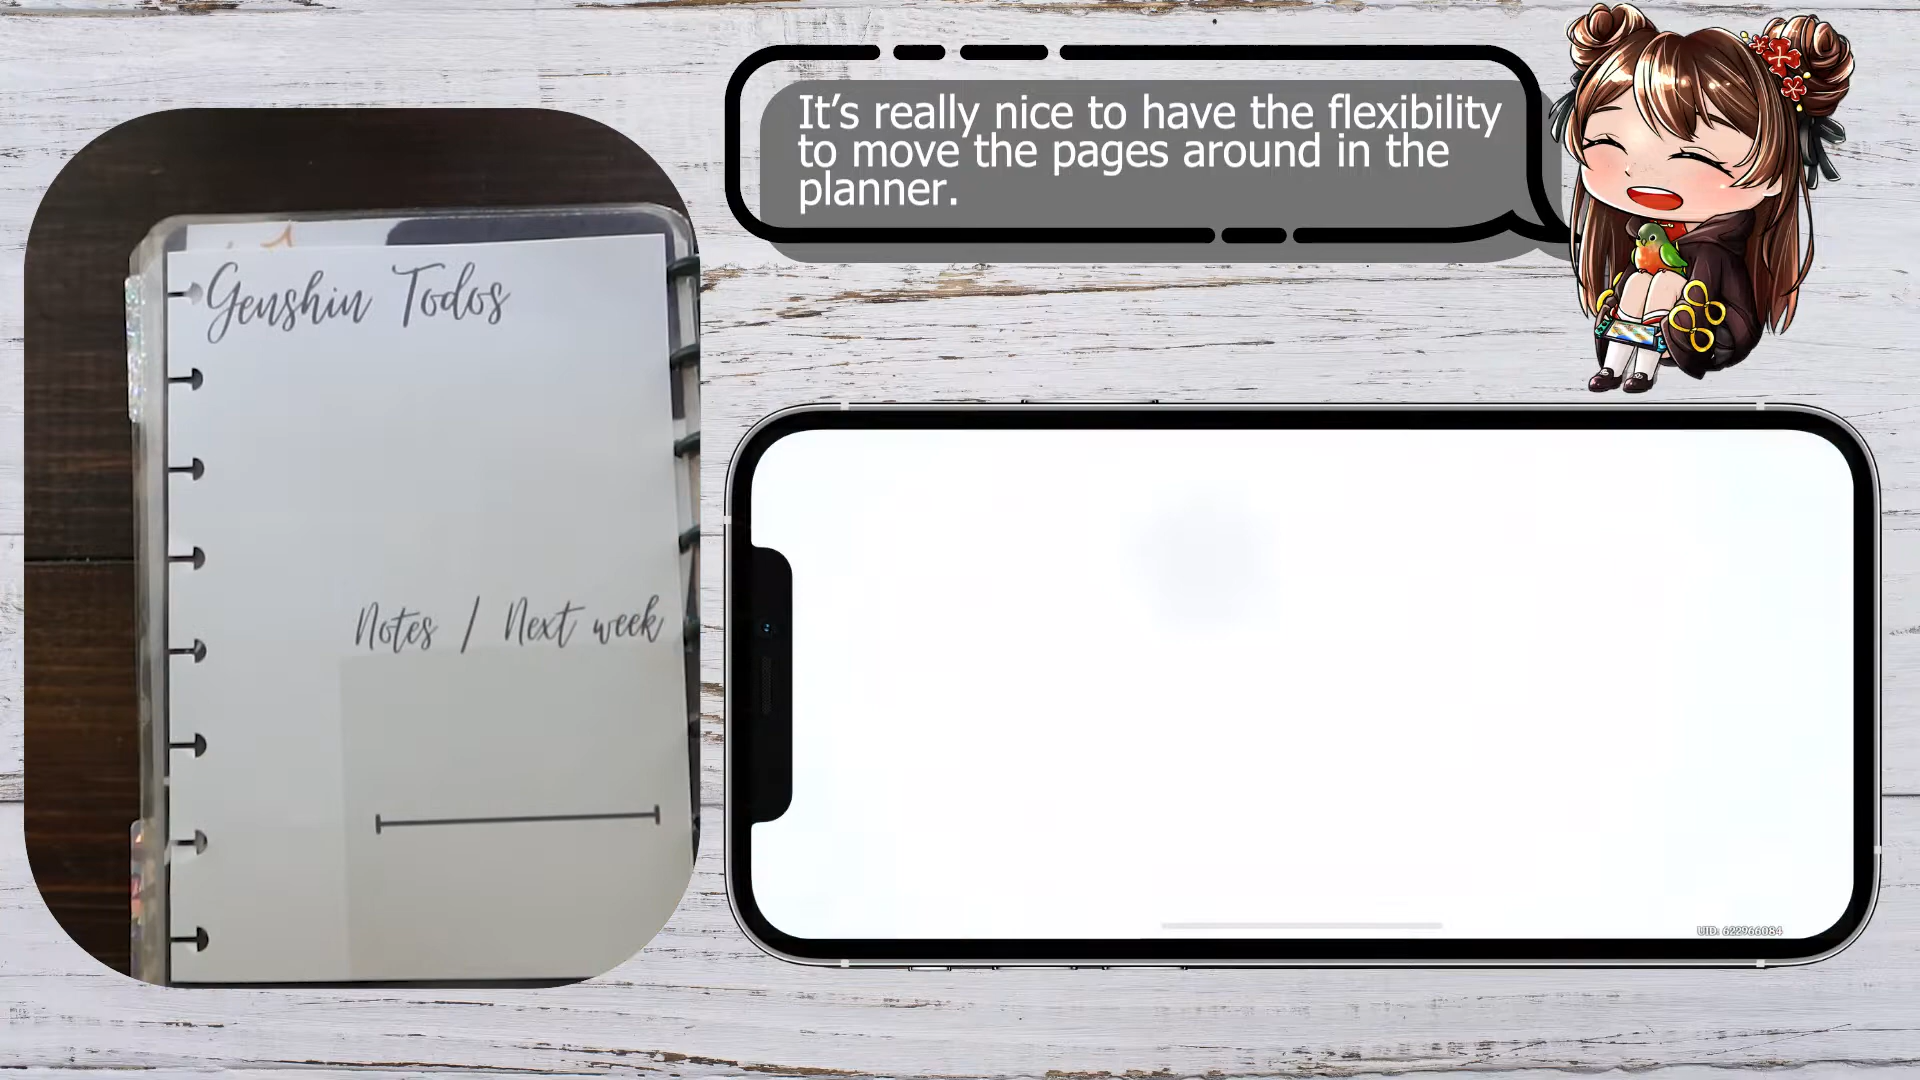 It’s really nice to have the flexibility
to move the pages around in the
planner.
Genshin Todos
Notes / Next week
UID: 622966084